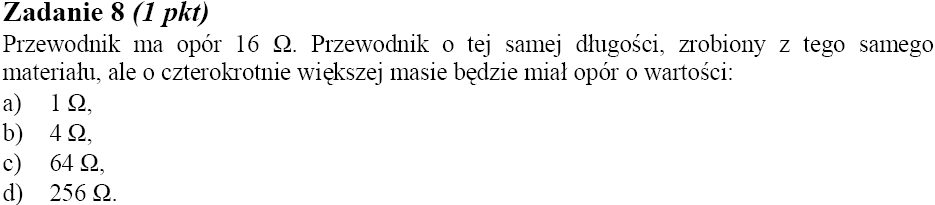 Zadanie 8 (1 pkt)
Przewodnik ma opór 16 Ω. Przewodnik o tej samej długości, zrobiony z tego samego
materiału, ale o czterokrotnie większej masie będzie miał opór o wartości:
a) 1 Ω,
b) 4 Ω,
c) 64 Ω,
d) 256 Ω.